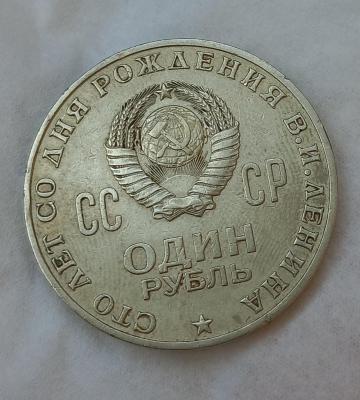 СТО ЛЕТ СО ДНЯ РОЖДЕНИЯ В.И.ЛЕНИНА
СС СР
ОДИН
РУБЛЬ